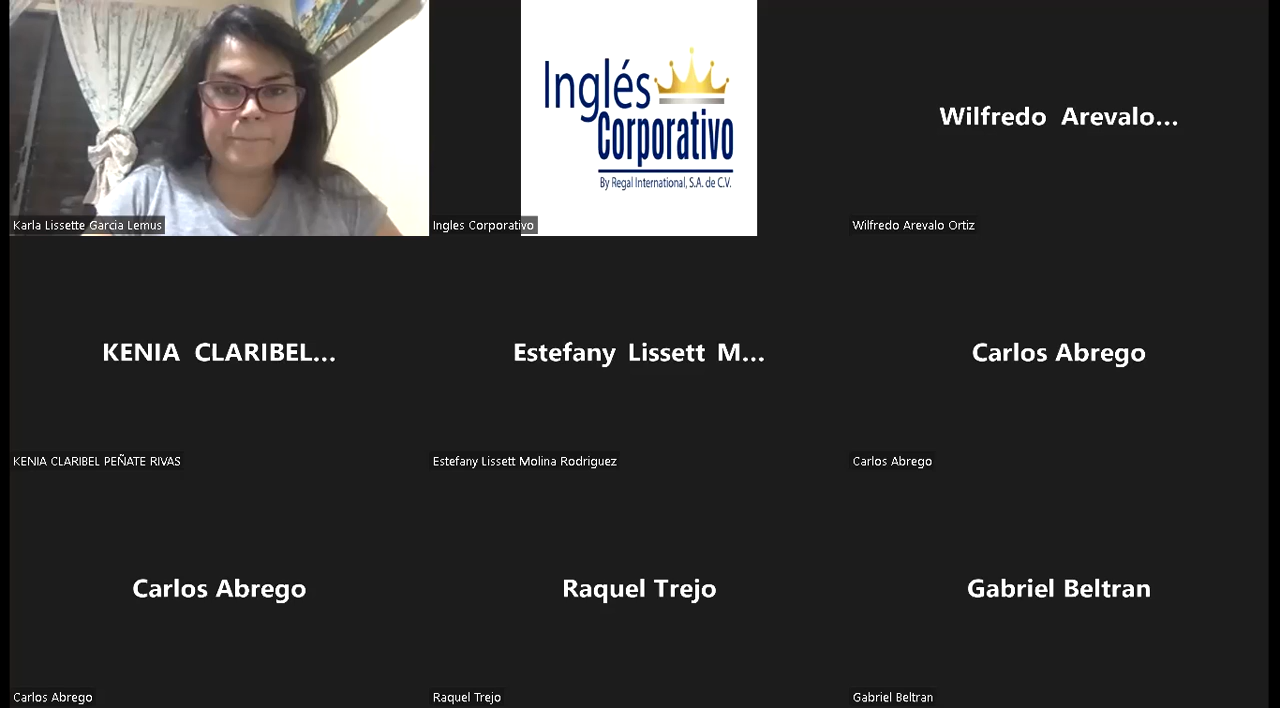 Karla Lissette Garcia Lemus
Inglés
Corporativo
By Regal International, S.A. de C.V.
Ingles Corporativo
Wilfredo Arevalo...
Wilfredo Arevalo Ortiz
KENIA CLARIBEL...
KENIA CLARIBEL PEÑATE RIVAS
Estefany Lissett M...
Estefany Lissett Molina Rodriguez
Carlos Abrego
Carlos Abrego
Carlos Abrego
Carlos Abrego
Raquel Trejo
Raquel Trejo
Gabriel Beltran
Gabriel Beltran